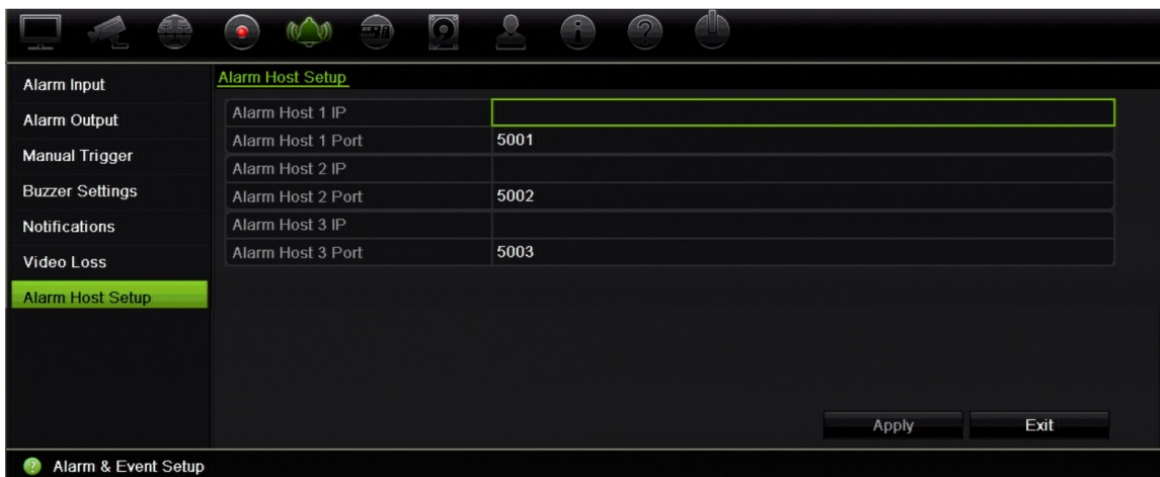 Alarm Input
Alarm Output
Manual Trigger
Buzzer Settings
Notifications
Video Loss
Alarm Host Setup
Alarm Host Setup
Alarm Host 1 IP
Alarm Host 1 Port 5001
Alarm Host 2 IP
Alarm Host 2 Port 5002
Alarm Host 3 IP
Alarm Host 3 Port 5003
Apply Exit
Alarm & Event Setup